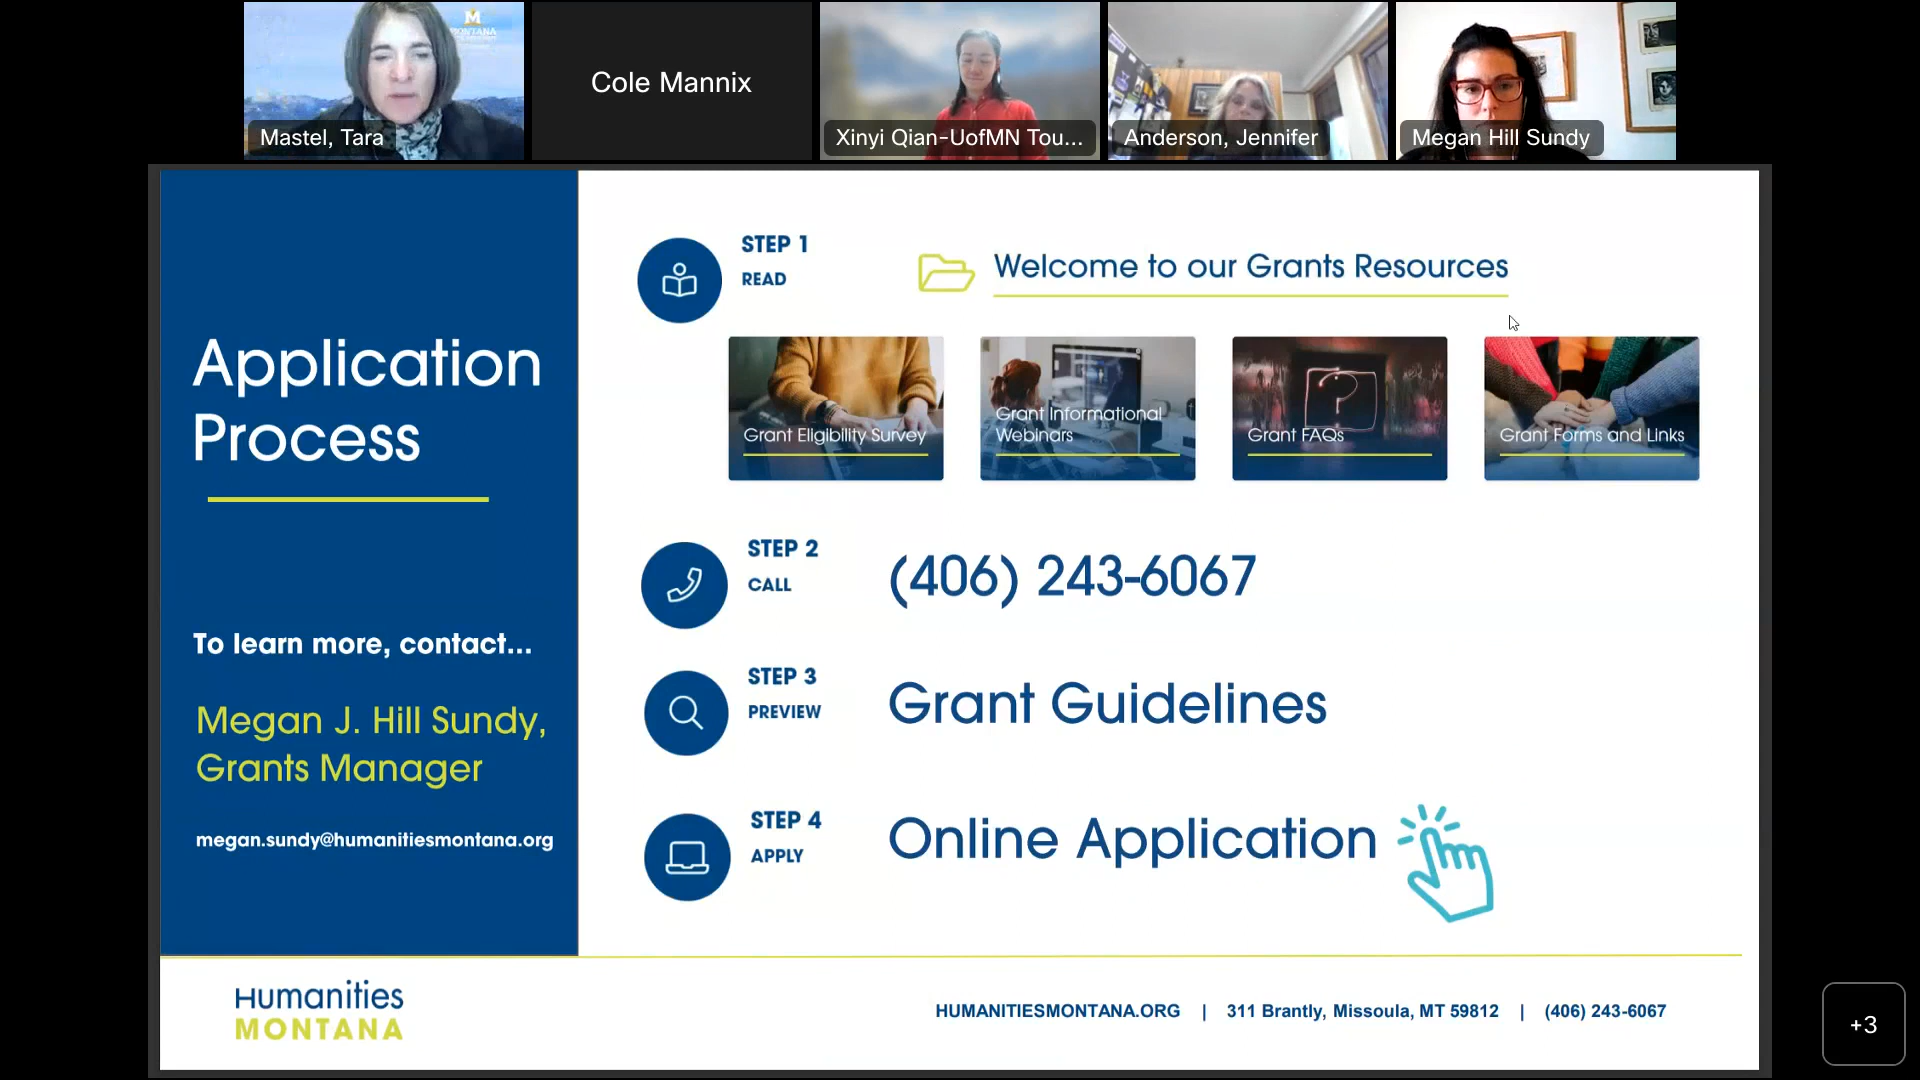 M
MONTANA
Mastel, Tara
Cole Mannix
Xinyi Qian-UofMN Tou...
Anderson, Jennifer
Megan Hill Sundy
Application
Process
To learn more, contact...
Megan J. Hill Sundy,
Grants Manager
megan.sundy@humanitiesmontana.org
STEP 1
READ
Welcome to our Grants Resources
Grant Eligibility Survey
Grant Informational
Webinars
Grant FAQs
Grant Forms and Links
STEP 2
CALL
(406) 243-6067
STEP 3
PREVIEW
Grant Guidelines
STEP 4
APPLY
Online Application
Humanities
MONTANA
HUMANITIESMONTANA.ORG | 311 Brantly, Missoula, MT 59812 | (406) 243-6067
+3